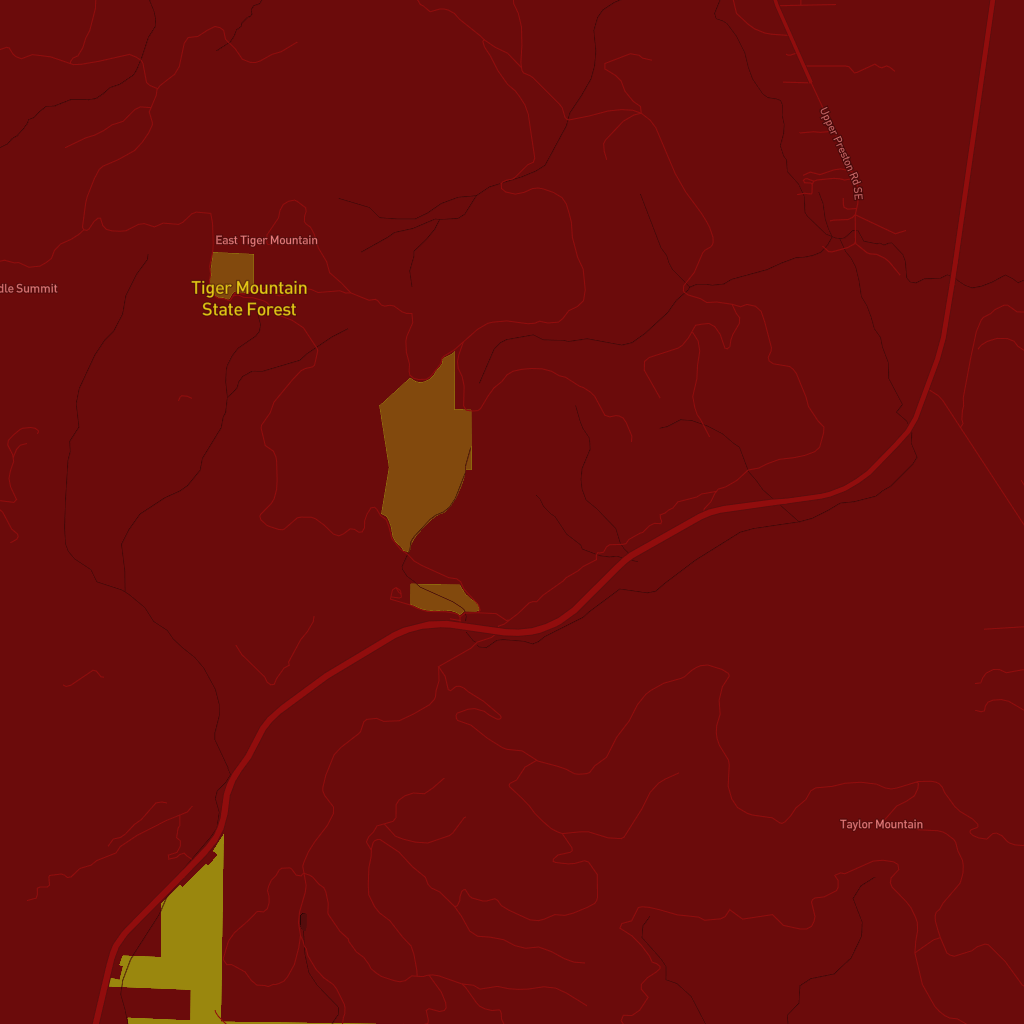 Upper Preston Rd SE
East Tiger Mountain
dle Summit
Tiger Mountain
State Forest
Taylor Mountain